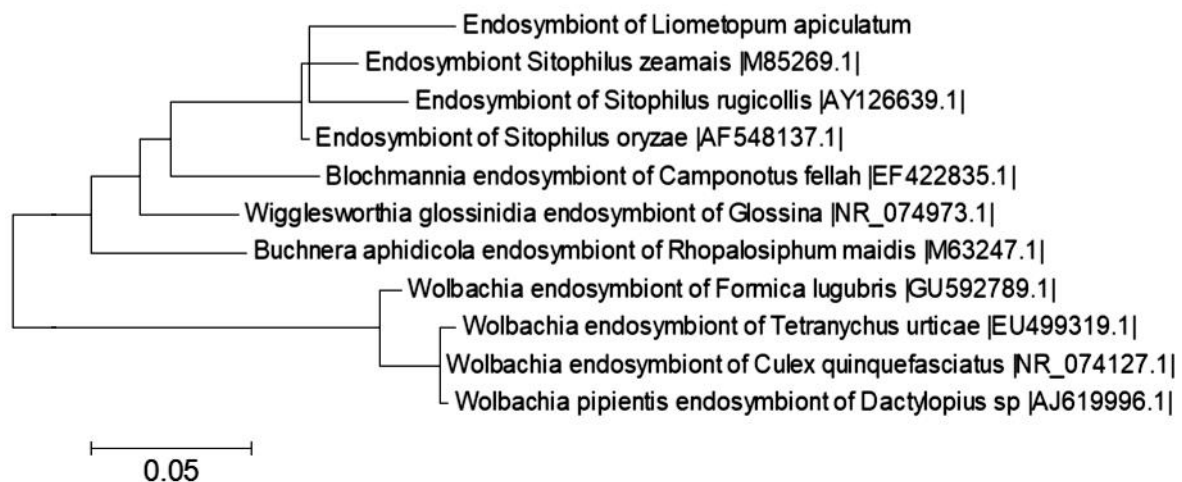 Endosymbiont of Liometopum apiculatum
Endosymbiont Sitophilus zeamais |M85269.1|
Endosymbiont of Sitophilus rugicollis |AY126639.1|
Endosymbiont of Sitophilus oryzae |AF548137.1|
Blochmannia endosymbiont of Camponotus fellah |EF422835.1|
Wigglesworthia glossinidia endosymbiont of Glossina |NR_074973.1|
Buchnera aphidicola endosymbiont of Rhopalosiphum maidis |M63247.1|
Wolbachia endosymbiont of Formica lugubris |GU592789.1|
Wolbachia endosymbiont of Tetranychus urticae |EU499319.1|
Wolbachia endosymbiont of Culex quinquefasciatus |NR_074127.1|
Wolbachia pipientis endosymbiont of Dactylopius sp |AJ619996.1|
0.05